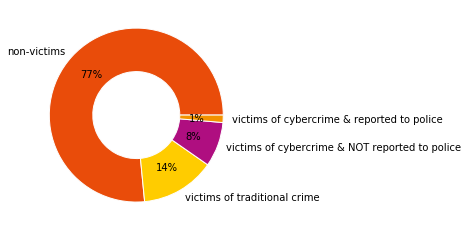 non-victims
77%
1%
victims of cybercrime & reported to police
8%
victims of cybercrime & NOT reported to police
14%
victims of traditional crime